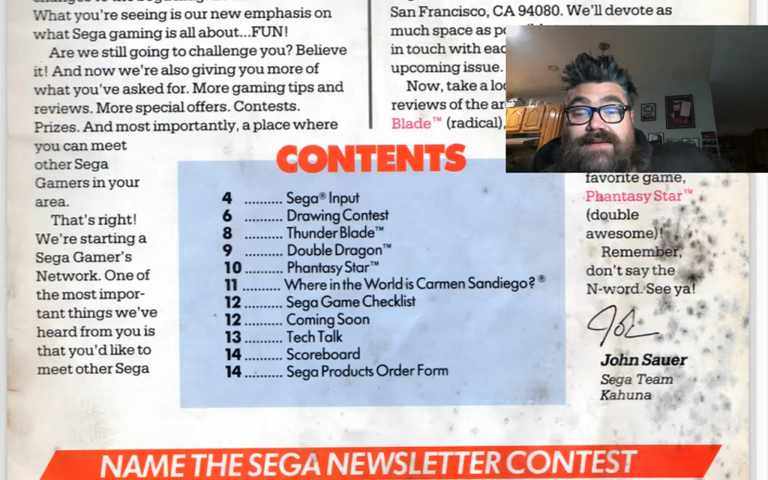 What you're seeing is our new emphasis on
what Sega gaming is all about...FUN!
Are we still going to challenge you? Believe
it! And now we're also giving you more of
what you've asked for. More gaming tips and
reviews. More special offers. Contests.
Prizes. And most importantly, a place where
you can meet
other Sega
Gamers in your
area.
That's right!
We're starting a
Sega Gamer's
Network. One of
the most impor-
tant things we've
heard from you is
that you'd like to
meet other Sega
San Francisco, CA 94080. We'll devote as
much space as
in touch with
upcoming issue.
Now, take a
reviews of the
Blade™ (radical),
favorite game,
Phantasy Star™
(double
awesome)!
Remember,
don't say the
N-word. See ya!
John Sauer
Sega Team
Kahuna
CONTENTS
4 .......... Sega® Input
6 .......... Drawing Contest
8 .......... Thunder Blade™
9 .......... Double Dragon™
10 .......... Phantasy Star™
11 .......... Where in the World is Carmen Sandiego?®
12 .......... Sega Game Checklist
12 .......... Coming Soon
13 .......... Tech Talk
14 .......... Scoreboard
14 .......... Sega Products Order Form
NAME THE SEGA NEWSLETTER CONTEST